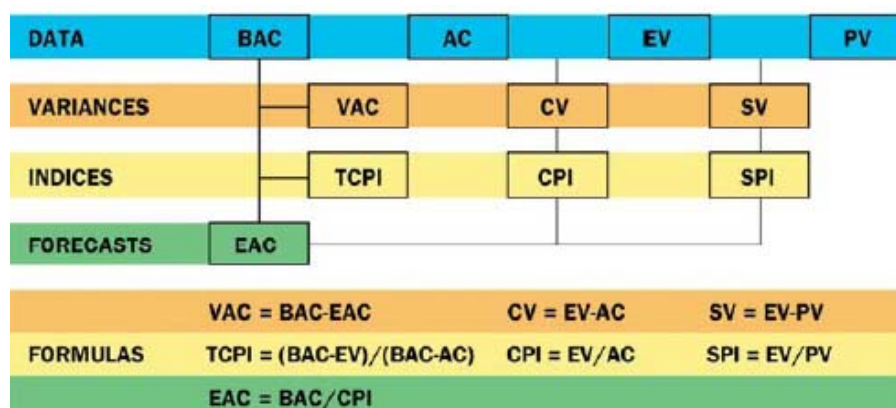 DATA BAC AC EV PV
VARIANCES VAC CV SV
INDICES TCPI CPI SPI
FORECASTS EAC
VAC = BAC-EAC CV = EV-AC SV = EV-PV
FORMULAS TCPI = (BAC-EV)/(BAC-AC) CPI = EV/AC SPI = EV/PV
EAC = BAC/CPI